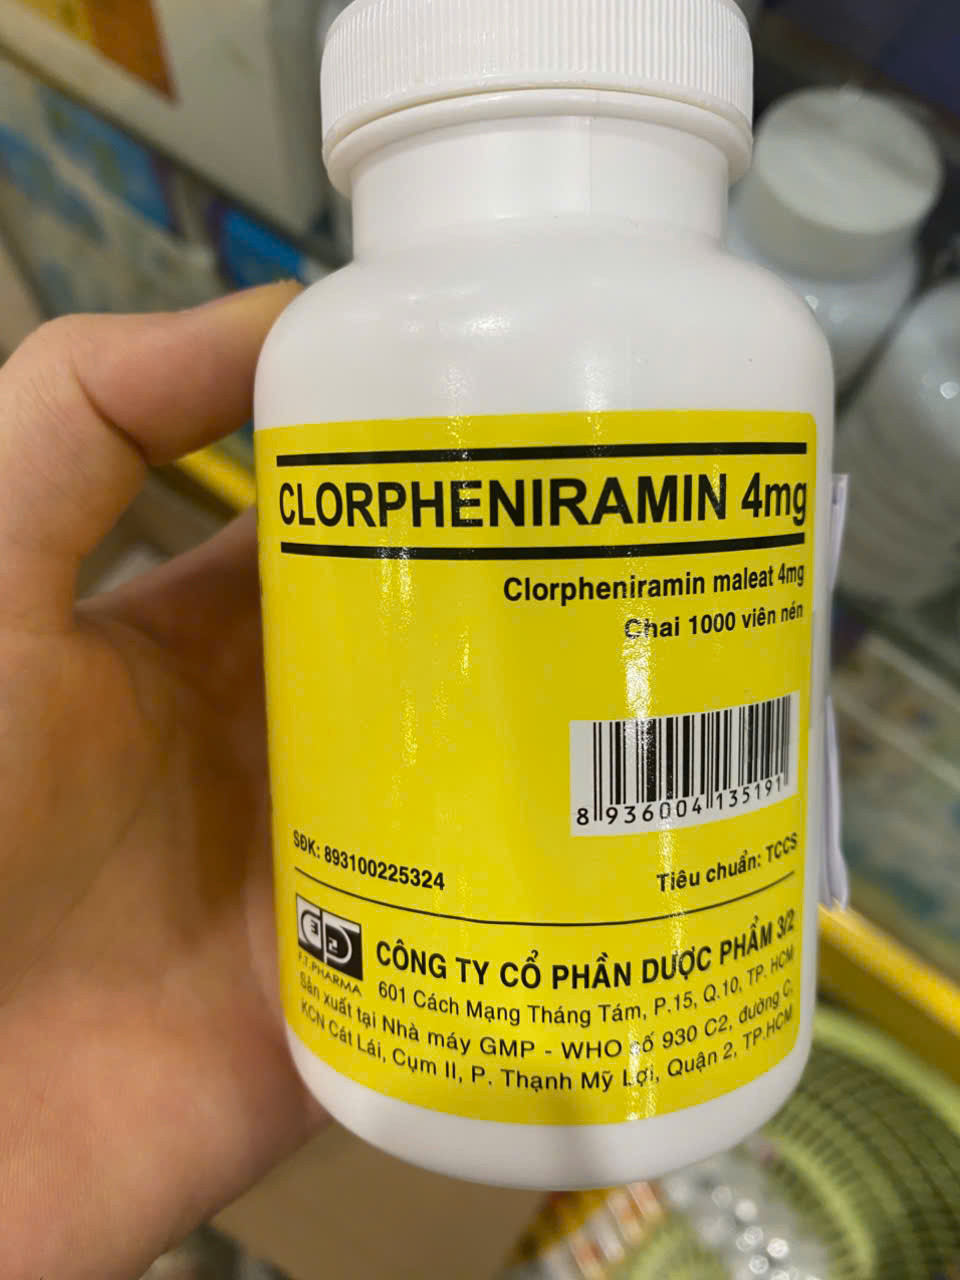 CLORPHENIRAMIN 4mg
Clorpheniramin maleat 4mg
Chai 1000 viên nén
8 936004 135191
SĐK: 893100225324
Tiêu chuẩn: TCCS
F.T.PHARMA
CÔNG TY CỔ PHẦN DƯỢC PHẨM 3/2
601 Cách Mạng Tháng Tám, P.15, Q.10, TP. HCM
Sản xuất tại Nhà máy GMP - WHO số 930 C2, đường C,
KCN Cát Lái, Cụm II, P. Thạnh Mỹ Lợi, Quận 2, TP.HCM